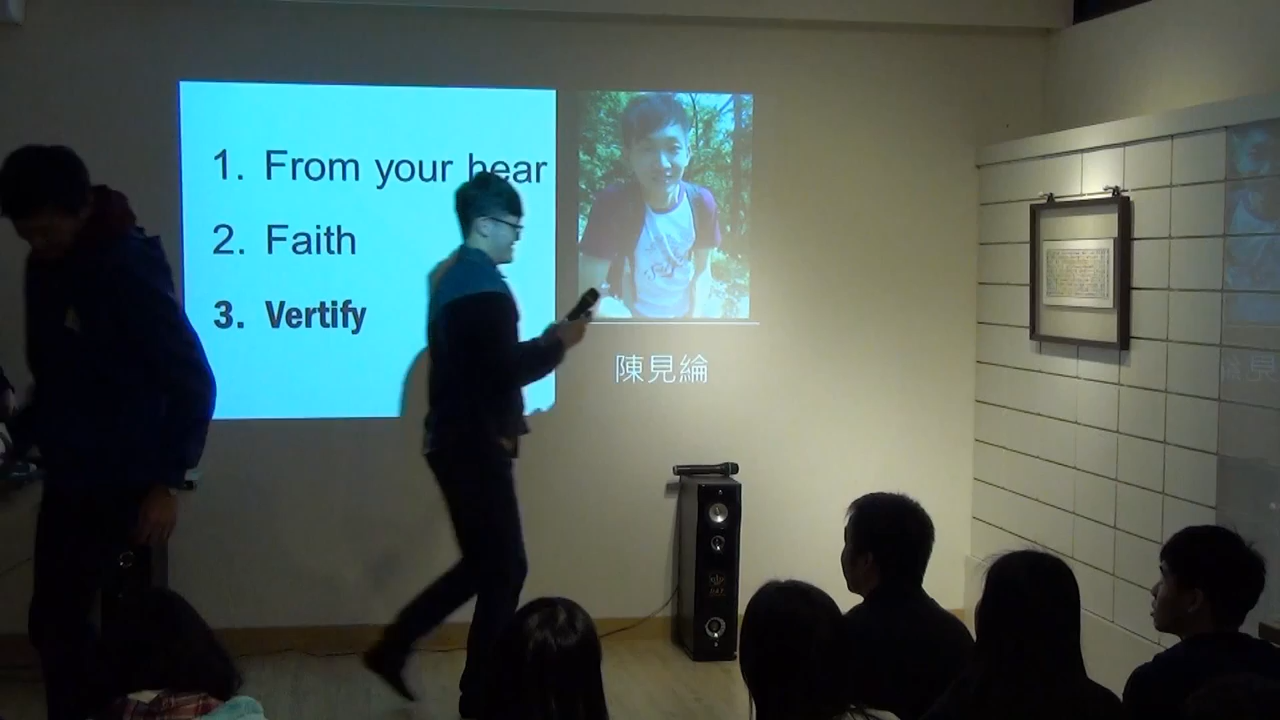 1. From your hear
2. Faith
3. Vertify
陳見綸